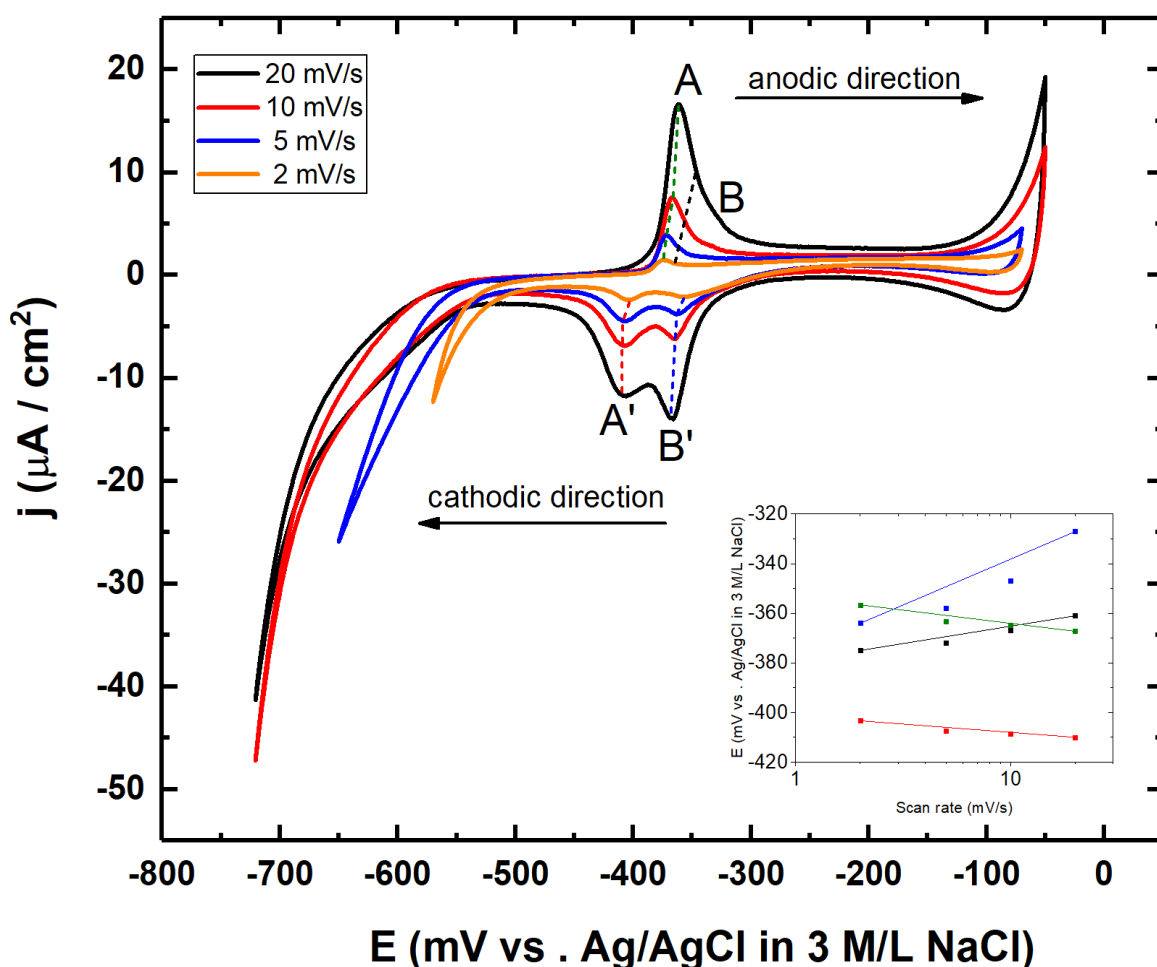 20 mV/s
10 mV/s
5 mV/s
2 mV/s
A
anodic direction
B
A'
B'
cathodic direction
j (μA / cm²)
20
10
0
-10
-20
-30
-40
-50
-800
-700
-600
-500
-400
-300
-200
-100
0
E (mV vs . Ag/AgCl in 3 M/L NaCl)
E (mV vs . Ag/AgCl in 3 M/L NaCl)
-320
-340
-360
-380
-400
-420
1
10
Scan rate (mV/s)